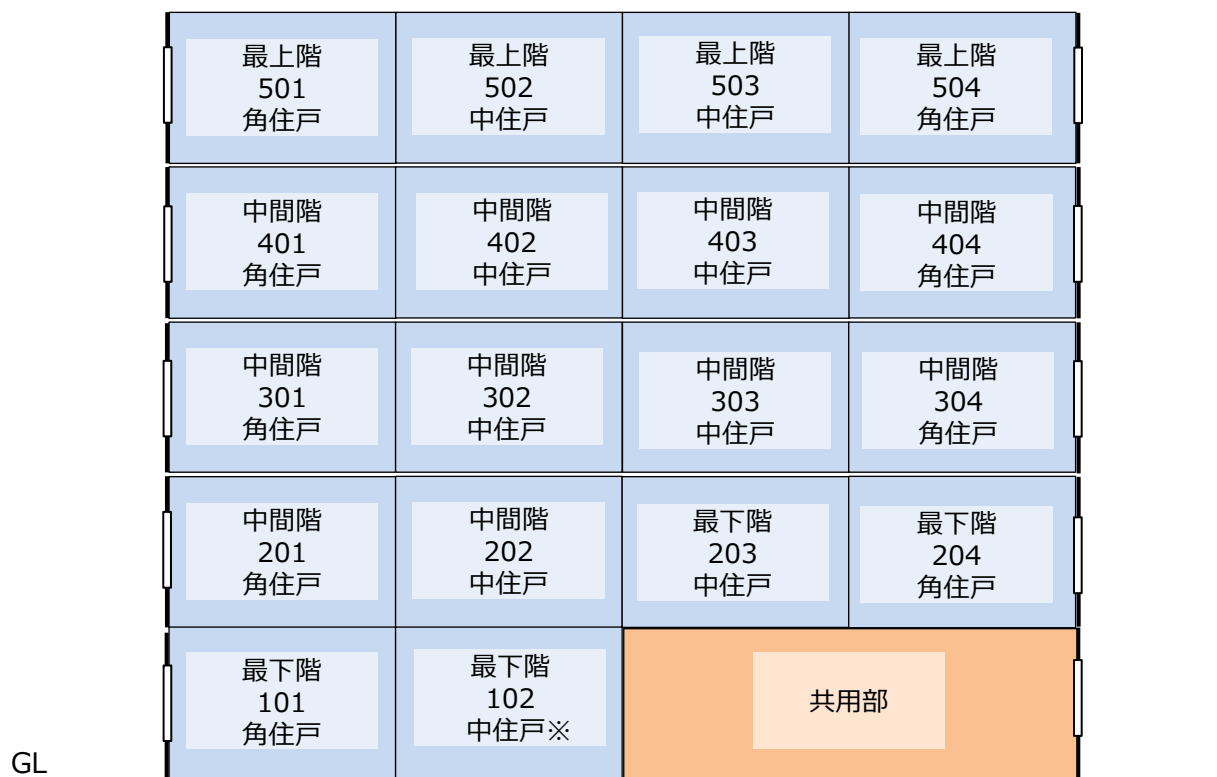 最上階
501
角住戸
最上階
502
中住戸
最上階
503
中住戸
最上階
504
角住戸
中間階
401
角住戸
中間階
402
中住戸
中間階
403
中住戸
中間階
404
角住戸
中間階
301
角住戸
中間階
302
中住戸
中間階
303
中住戸
中間階
304
角住戸
中間階
201
角住戸
中間階
202
中住戸
最下階
203
中住戸
最下階
204
角住戸
最下階
101
角住戸
最下階
102
中住戸※
共用部
GL